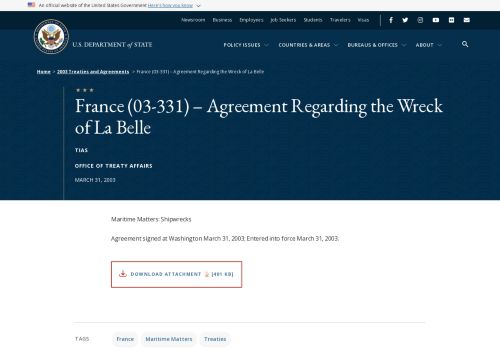 An official website of the United States Government Here's how you know
Newsroom Business Employees Job Seekers Students Travelers Visas
U.S. DEPARTMENT of STATE
POLICY ISSUES COUNTRIES & AREAS BUREAUS & OFFICES ABOUT
Home > 2003 Treaties and Agreements > France (03-331) – Agreement Regarding the Wreck of La Belle
France (03-331) – Agreement Regarding the Wreck
of La Belle
TIAS
OFFICE OF TREATY AFFAIRS
MARCH 31, 2003
Maritime Matters: Shipwrecks
Agreement signed at Washington March 31, 2003; Entered into force March 31, 2003.
DOWNLOAD ATTACHMENT [491 KB]
TAGS France Maritime Matters Treaties